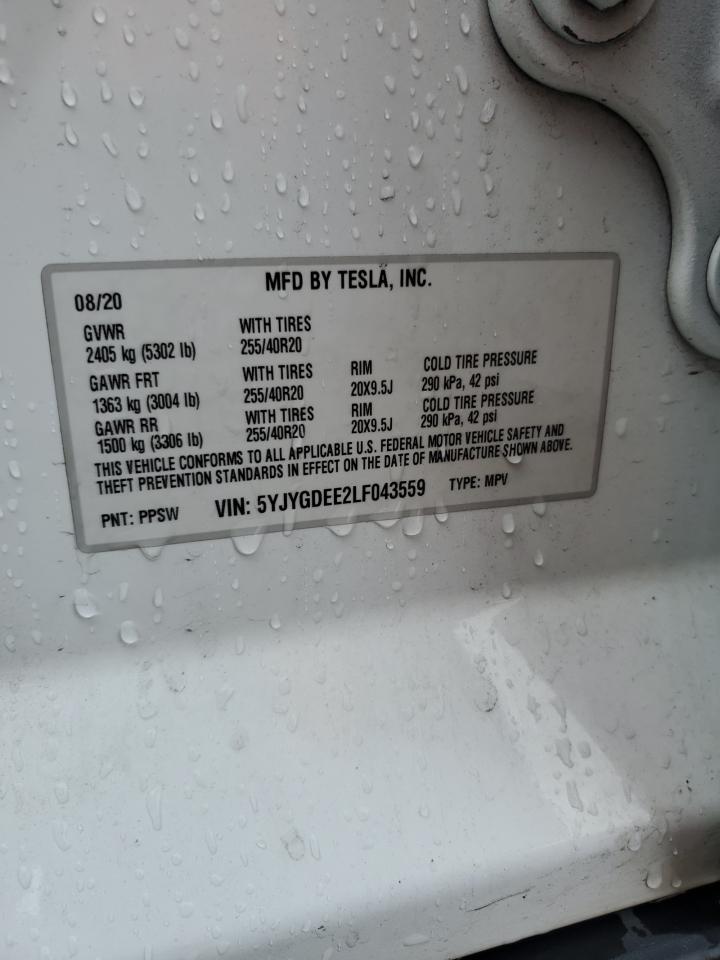 MFD BY TESLA, INC.
08/20
GVWR WITH TIRES
2405 kg (5302 lb) 255/40R20
GAWR FRT WITH TIRES RIM COLD TIRE PRESSURE
1363 kg (3004 lb) 255/40R20 20X9.5J 290 kPa, 42 psi
GAWR RR WITH TIRES RIM COLD TIRE PRESSURE
1500 kg (3306 lb) 255/40R20 20X9.5J 290 kPa, 42 psi
THIS VEHICLE CONFORMS TO ALL APPLICABLE U.S. FEDERAL MOTOR VEHICLE SAFETY AND
THEFT PREVENTION STANDARDS IN EFFECT ON THE DATE OF MANUFACTURE SHOWN ABOVE.
PNT: PPSW VIN: 5YJYGDEE2LF043559 TYPE: MPV